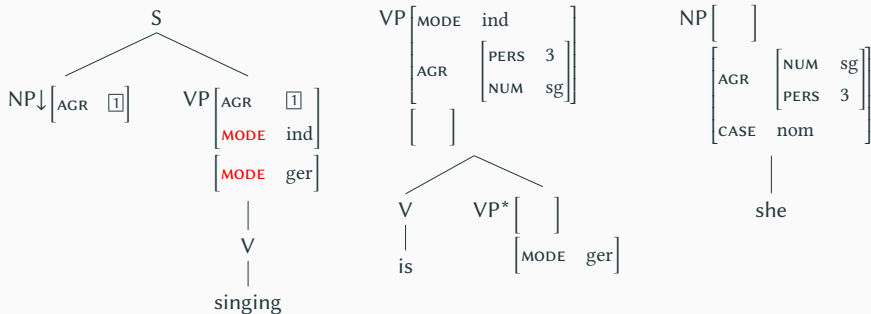 S
NP↓ [AGR 1]
VP [AGR 1
MODE ind]
[MODE ger]
V
singing
VP [MODE ind
AGR [PERS 3
NUM sg]]
[ ]
V
is
VP* [ ]
[MODE ger]
NP [ ]
[AGR [NUM sg
PERS 3]
CASE nom]
she